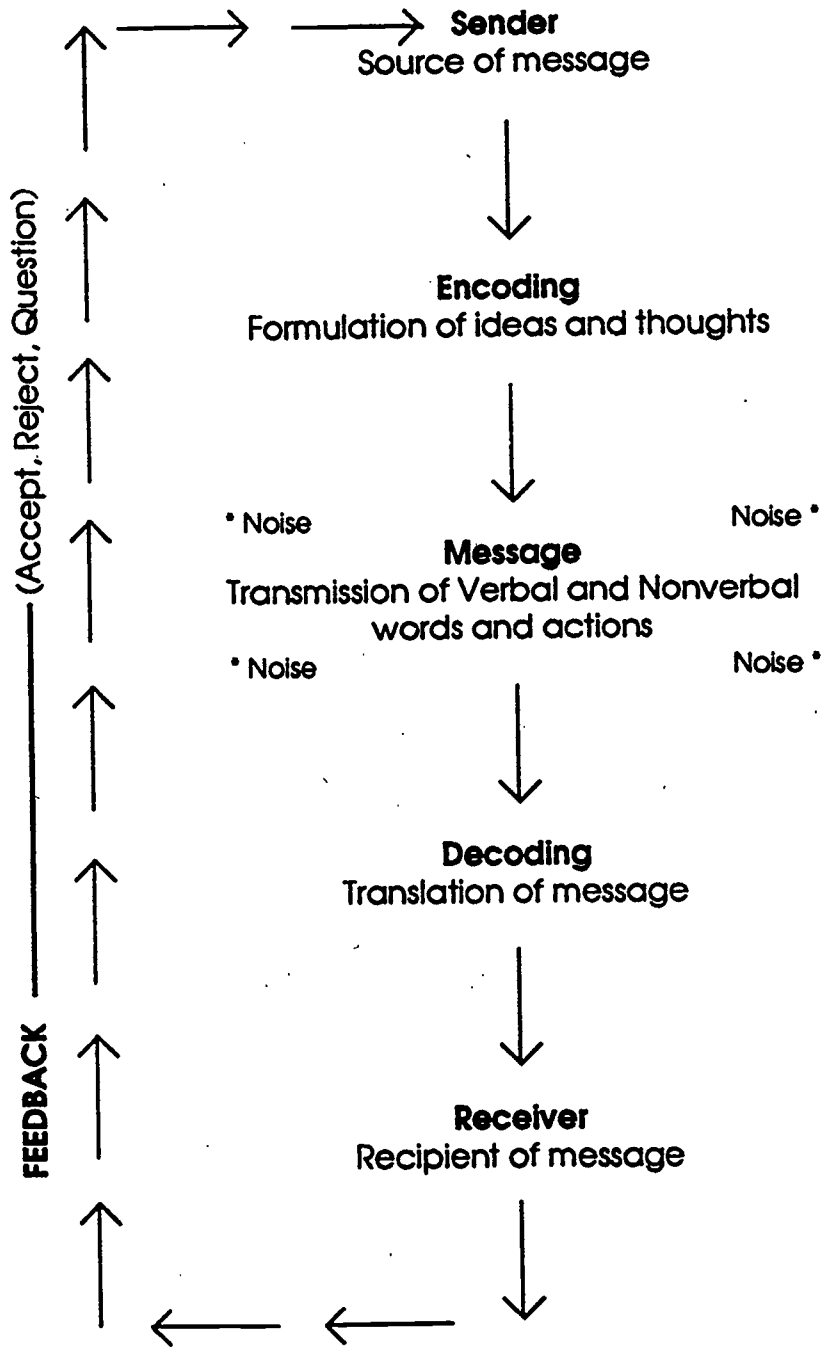 Sender
Source of message
Encoding
Formulation of ideas and thoughts
* Noise
Noise *
Message
Transmission of Verbal and Nonverbal
words and actions
* Noise
Noise *
Decoding
Translation of message
Receiver
Recipient of message
FEEDBACK (Accept, Reject, Question)